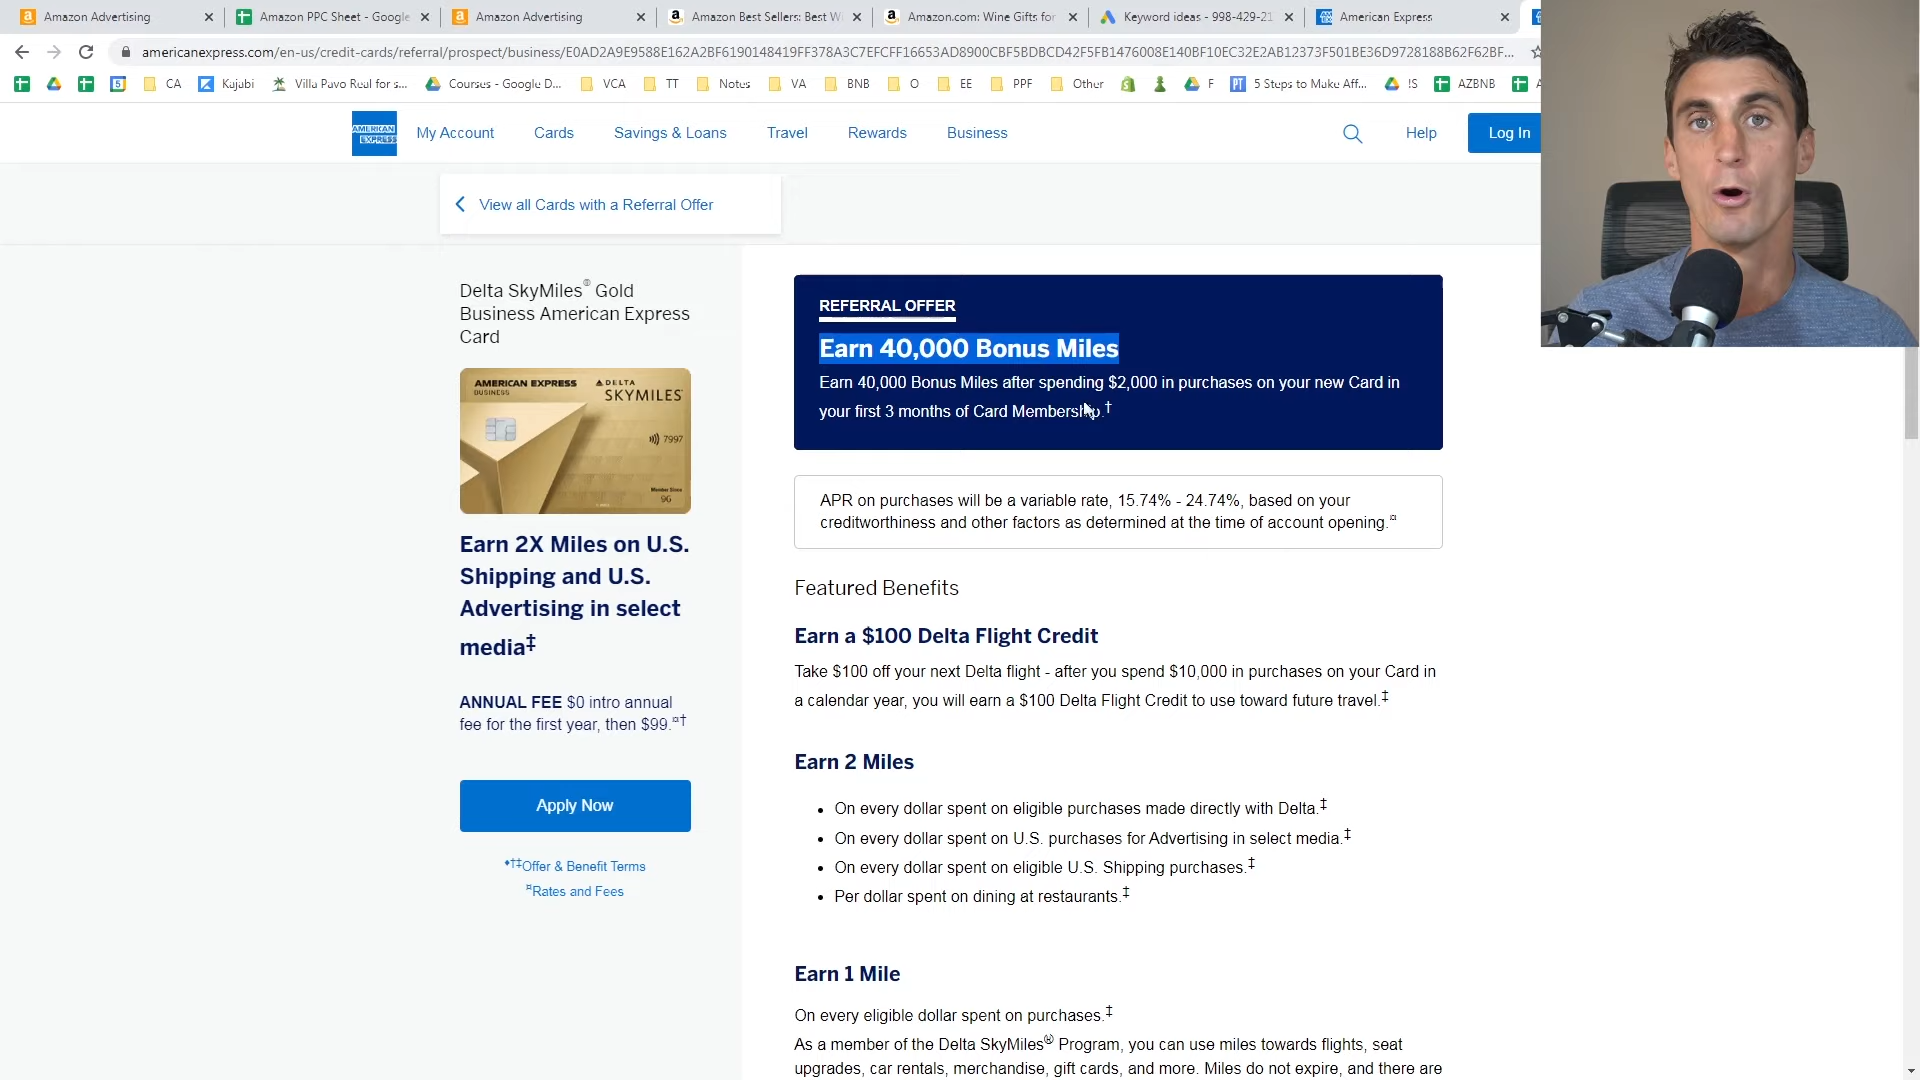 Amazon Advertising
Amazon PPC Sheet - Google
Amazon Advertising
Amazon Best Sellers: Best Wi
Amazon.com: Wine Gifts for
Keyword ideas - 998-429-21
American Express
americanexpress.com/en-us/credit-cards/referral/prospect/business/E0AD2A9E9588E162A2BF6190148419FF378A3C7EFCFF16653AD8900CBF5BDBCD42F5FB1476008E140BF10EC32E2AB12373F501BE36D9728188B62F62BF...
CA
Kajabi
Villa Pavo Real for s...
Courses - Google D...
VCA
TT
Notes
VA
BNB
O
EE
PPF
Other
F
5 Steps to Make Aff...
!S
AZBNB
AMERICAN EXPRESS
My Account
Cards
Savings & Loans
Travel
Rewards
Business
Help
Log In
View all Cards with a Referral Offer
Delta SkyMiles® Gold
Business American Express
Card
AMERICAN EXPRESS
BUSINESS
DELTA
SKYMILES
7997
Member Since
96
Earn 2X Miles on U.S.
Shipping and U.S.
Advertising in select
media‡
ANNUAL FEE $0 intro annual
fee for the first year, then $99.¤†
Apply Now
♦†‡Offer & Benefit Terms
¤Rates and Fees
REFERRAL OFFER
Earn 40,000 Bonus Miles
Earn 40,000 Bonus Miles after spending $2,000 in purchases on your new Card in
your first 3 months of Card Membership.†
APR on purchases will be a variable rate, 15.74% - 24.74%, based on your
creditworthiness and other factors as determined at the time of account opening.¤
Featured Benefits
Earn a $100 Delta Flight Credit
Take $100 off your next Delta flight - after you spend $10,000 in purchases on your Card in
a calendar year, you will earn a $100 Delta Flight Credit to use toward future travel.‡
Earn 2 Miles
• On every dollar spent on eligible purchases made directly with Delta.‡
• On every dollar spent on U.S. purchases for Advertising in select media.‡
• On every dollar spent on eligible U.S. Shipping purchases.‡
• Per dollar spent on dining at restaurants.‡
Earn 1 Mile
On every eligible dollar spent on purchases.‡
As a member of the Delta SkyMiles® Program, you can use miles towards flights, seat
upgrades, car rentals, merchandise, gift cards, and more. Miles do not expire, and there are